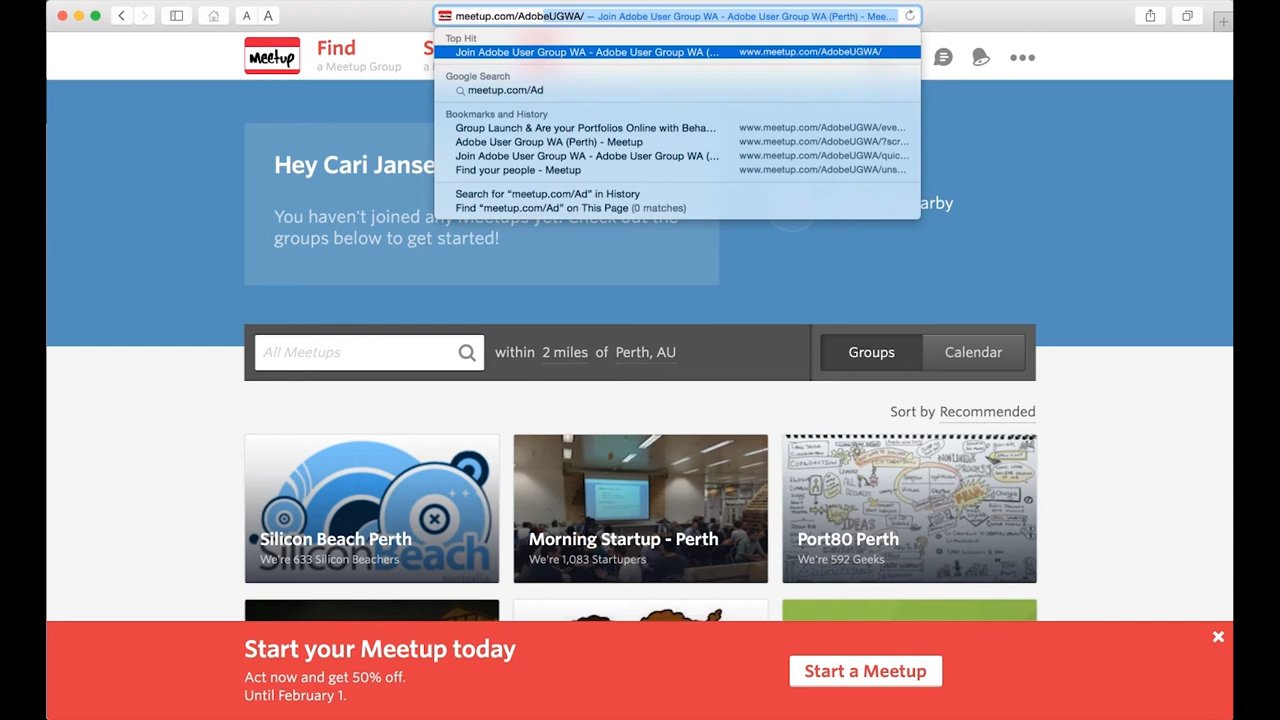 A A
meetup.com/AdobeUGWA/ — Join Adobe User Group WA - Adobe User Group WA (Perth) - Mee...
Meetup
Find
a Meetup Group
S
Top Hit
Join Adobe User Group WA - Adobe User Group WA (... www.meetup.com/AdobeUGWA/
Google Search
meetup.com/Ad
Bookmarks and History
Group Launch & Are your Portfolios Online with Beha... www.meetup.com/AdobeUGWA/eve...
Adobe User Group WA (Perth) - Meetup www.meetup.com/AdobeUGWA/?scr...
Join Adobe User Group WA - Adobe User Group WA (... www.meetup.com/AdobeUGWA/quic...
Find your people - Meetup www.meetup.com/AdobeUGWA/uns...
Search for “meetup.com/Ad” in History
Find “meetup.com/Ad” on This Page (0 matches)
Hey Cari Janse
You haven't joined any Meetups yet. Check out the
groups below to get started!
arby
All Meetups
within 2 miles of Perth, AU
Groups
Calendar
Sort by Recommended
Silicon Beach Perth
We're 633 Silicon Beachers
Morning Startup - Perth
We're 1,083 Startupers
Port80 Perth
We're 592 Geeks
IDEAS
Start your Meetup today
Act now and get 50% off.
Until February 1.
Start a Meetup